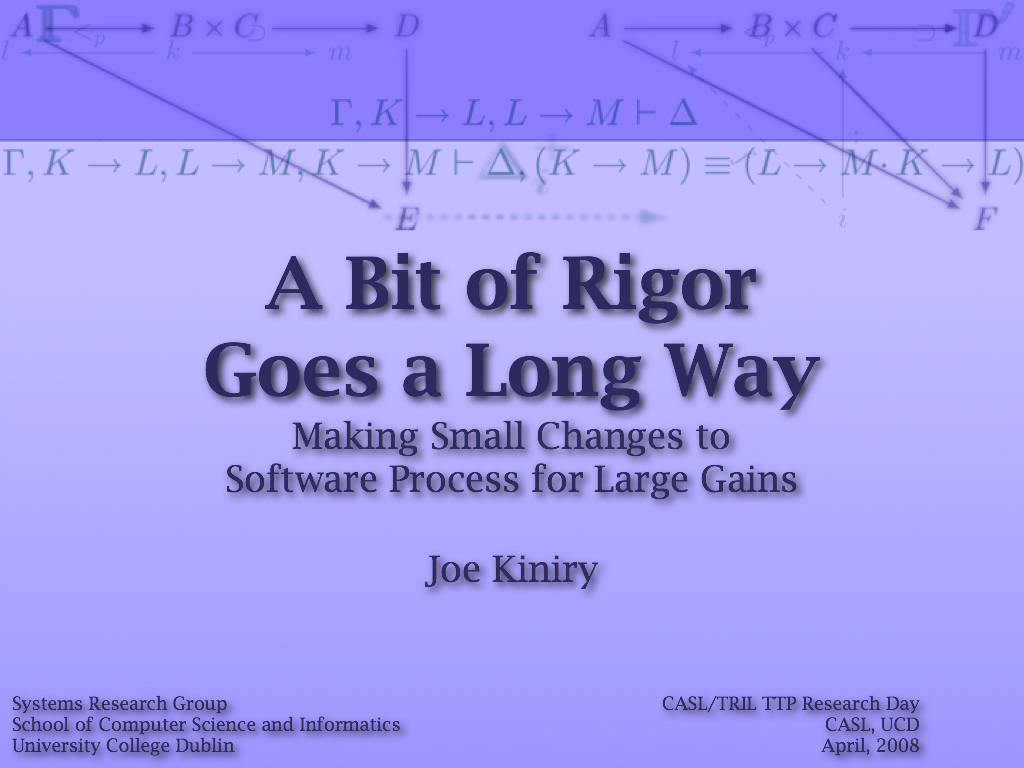 A B × C D A B × C D
l k m l k m
Γ, K → L, L → M ⊢ Δ
Γ, K → L, L → M, K → M ⊢ Δ, (K → M) ≡ (L → M · K → L)
E i F
A Bit of Rigor
Goes a Long Way
Making Small Changes to
Software Process for Large Gains
Joe Kiniry
Systems Research Group
School of Computer Science and Informatics
University College Dublin
CASL/TRIL TTP Research Day
CASL, UCD
April, 2008